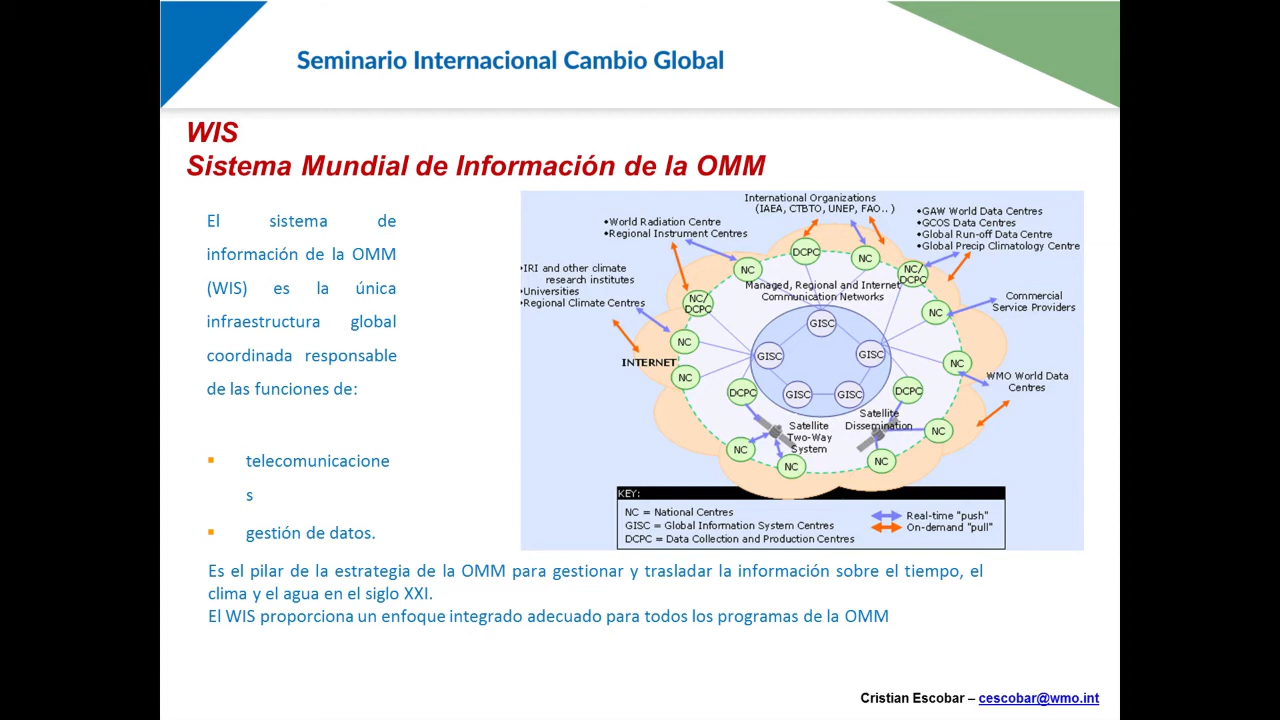 Seminario Internacional Cambio Global
WIS
Sistema Mundial de Información de la OMM
El sistema de
información de la OMM
(WIS) es la única
infraestructura global
coordinada responsable
de las funciones de:
▪ telecomunicacione
s
▪ gestión de datos.
International Organizations
(IAEA, CTBTO, UNEP, FAO.. )
•World Radiation Centre
•Regional Instrument Centres
•GAW World Data Centres
•GCOS Data Centres
•Global Run-off Data Centre
•Global Precip Climatology Centre
•IRI and other climate
research institutes
•Universities
•Regional Climate Centres
Commercial
Service Providers
INTERNET
WMO World Data
Centres
Managed, Regional and Internet
Communication Networks
DCPC
NC
NC
NC/
DCPC
NC/
DCPC
NC
NC
NC
NC
GISC
GISC
GISC
GISC
GISC
DCPC
DCPC
Satellite
Two-Way
System
Satellite
Dissemination
NC
NC
NC
NC
KEY:
NC = National Centres
GISC = Global Information System Centres
DCPC = Data Collection and Production Centres
Real-time "push"
On-demand "pull"
Es el pilar de la estrategia de la OMM para gestionar y trasladar la información sobre el tiempo, el
clima y el agua en el siglo XXI.
El WIS proporciona un enfoque integrado adecuado para todos los programas de la OMM
Cristian Escobar – cescobar@wmo.int